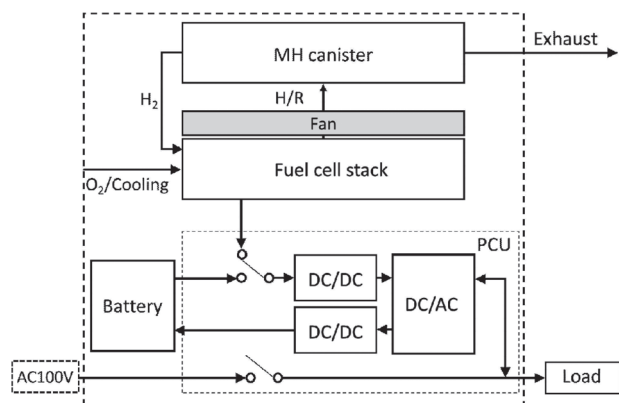 MH canister
Exhaust
H2
H/R
Fan
Fuel cell stack
O2/Cooling
PCU
DC/DC
Battery
DC/AC
DC/DC
AC100V
Load